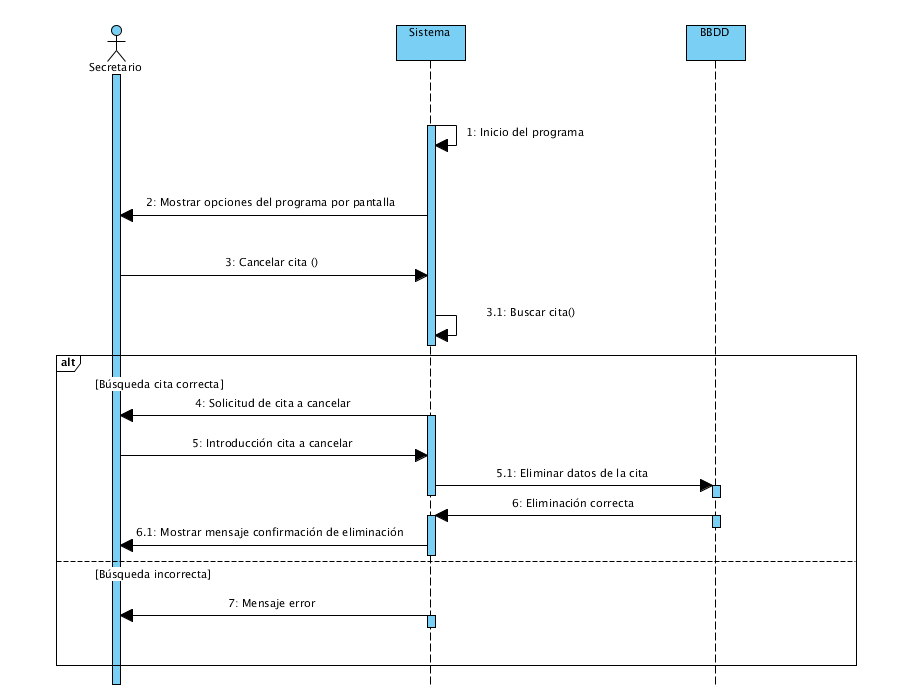 Secretario
Sistema
BBDD
1: Inicio del programa
2: Mostrar opciones del programa por pantalla
3: Cancelar cita ()
3.1: Buscar cita()
alt
[Búsqueda cita correcta]
4: Solicitud de cita a cancelar
5: Introducción cita a cancelar
5.1: Eliminar datos de la cita
6: Eliminación correcta
6.1: Mostrar mensaje confirmación de eliminación
[Búsqueda incorrecta]
7: Mensaje error